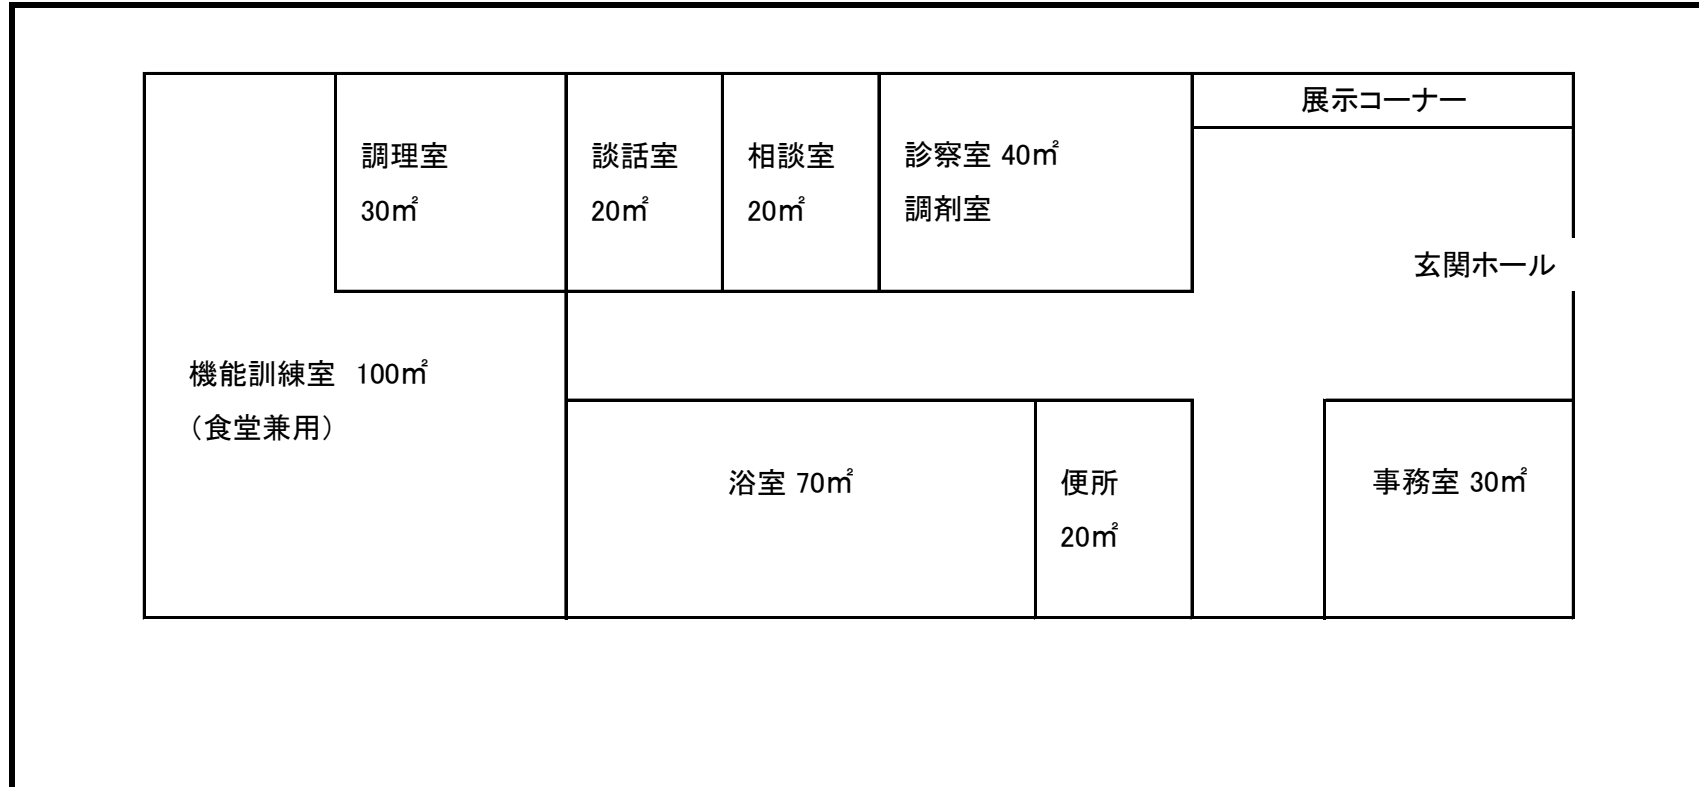 展示コーナー
調理室
30㎡
談話室
20㎡
相談室
20㎡
診察室 40㎡
調剤室
玄関ホール
機能訓練室 100㎡
（食堂兼用）
浴室 70㎡
便所
20㎡
事務室 30㎡